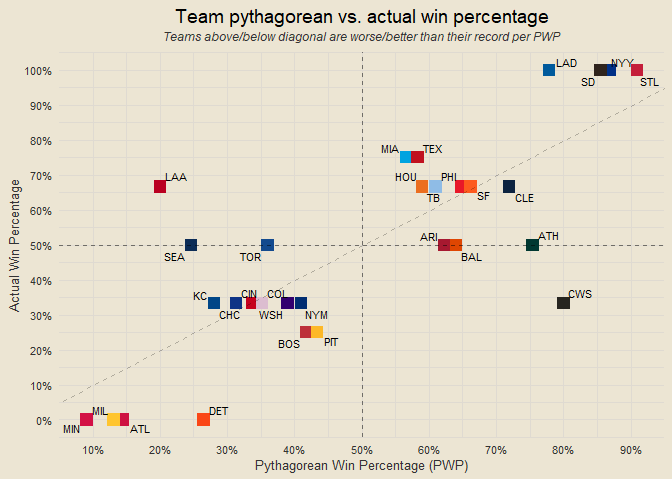 Team pythagorean vs. actual win percentage
Teams above/below diagonal are worse/better than their record per PWP
100%
90%
80%
70%
60%
50%
40%
30%
20%
10%
0%
Actual Win Percentage
LAD
SD
NYY
STL
MIA
TEX
LAA
HOU
TB
PHI
SF
CLE
SEA
TOR
ARI
BAL
ATH
KC
CHC
CIN
WSH
COL
NYM
CWS
BOS
PIT
MIN
MIL
ATL
DET
10%
20%
30%
40%
50%
60%
70%
80%
90%
Pythagorean Win Percentage (PWP)